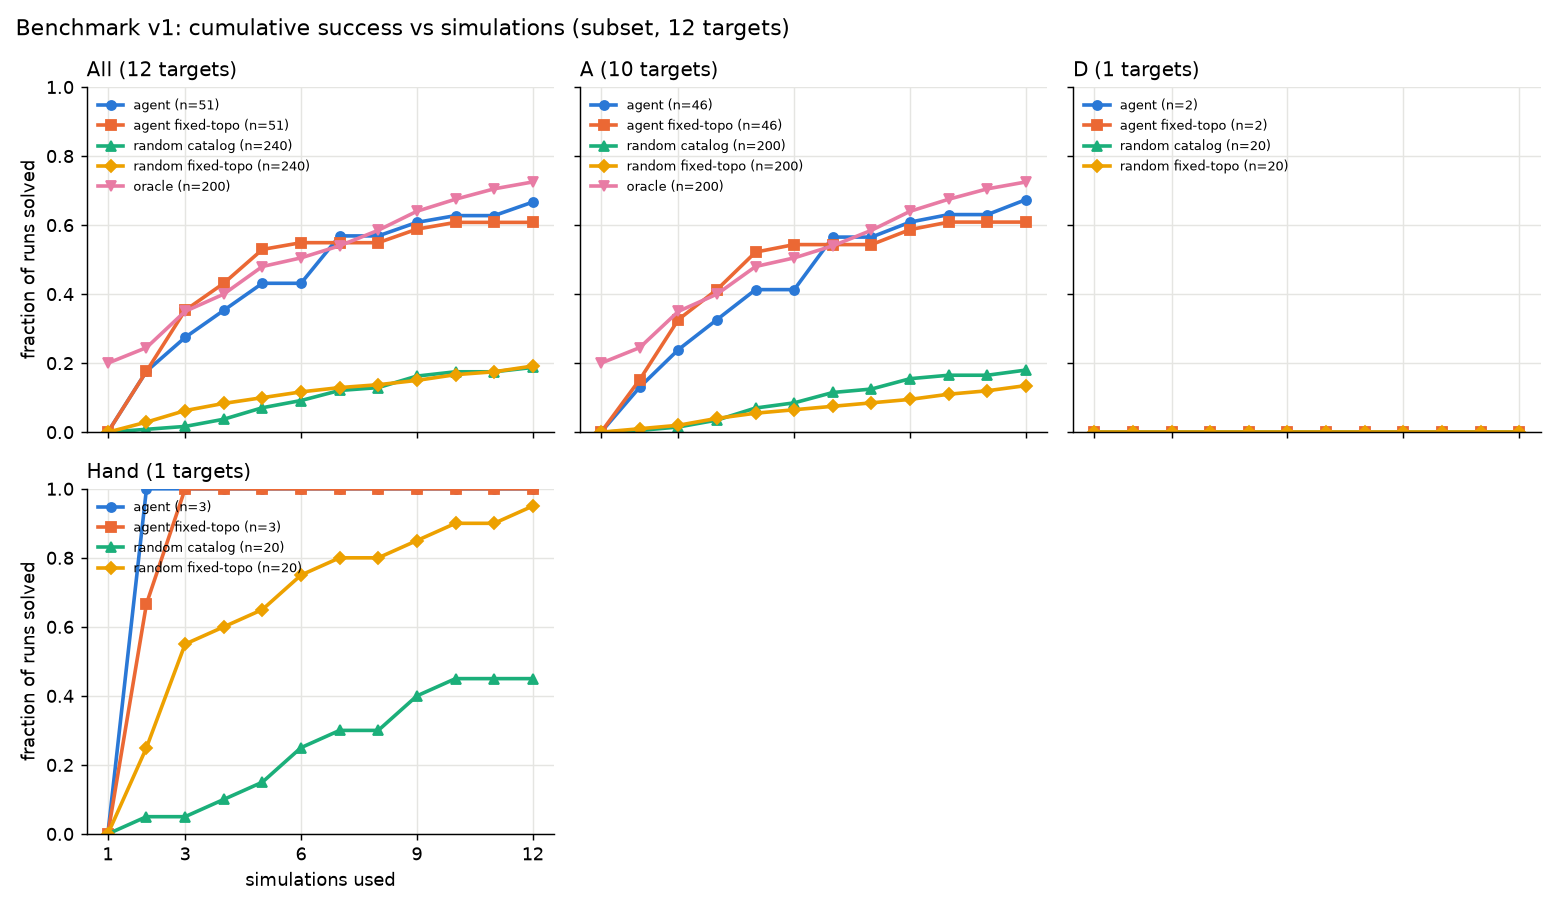 Benchmark v1: cumulative success vs simulations (subset, 12 targets)
All (12 targets)
fraction of runs solved
1.0
0.8
0.6
0.4
0.2
0.0
agent (n=51)
agent fixed-topo (n=51)
random catalog (n=240)
random fixed-topo (n=240)
oracle (n=200)
A (10 targets)
agent (n=46)
agent fixed-topo (n=46)
random catalog (n=200)
random fixed-topo (n=200)
oracle (n=200)
D (1 targets)
agent (n=2)
agent fixed-topo (n=2)
random catalog (n=20)
random fixed-topo (n=20)
Hand (1 targets)
fraction of runs solved
1.0
0.8
0.6
0.4
0.2
0.0
agent (n=3)
agent fixed-topo (n=3)
random catalog (n=20)
random fixed-topo (n=20)
1 3 6 9 12
simulations used